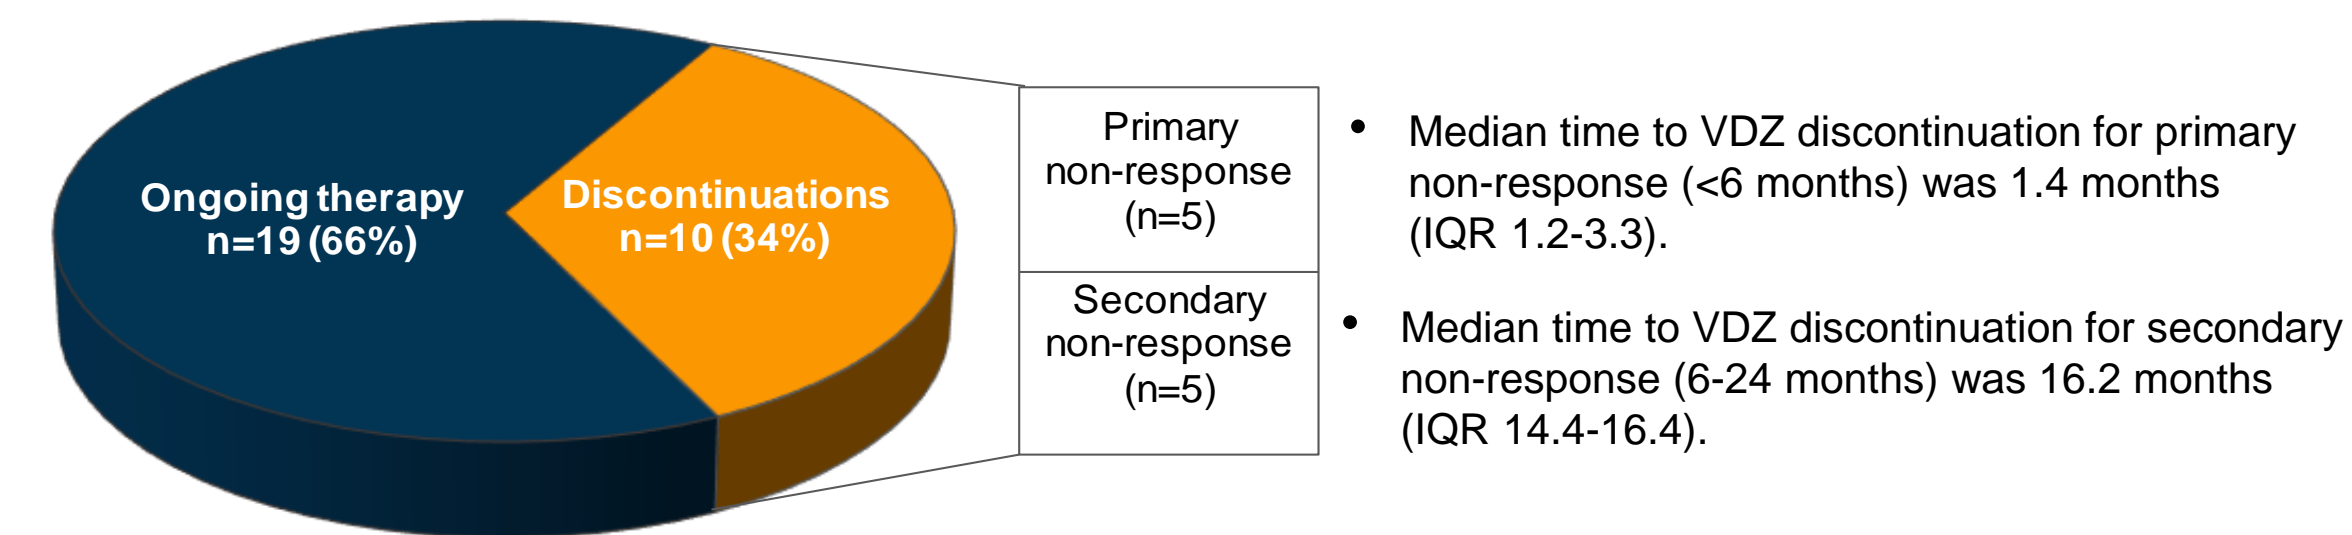 Ongoing therapy
n=19 (66%)
Discontinuations
n=10 (34%)
Primary
non-response
(n=5)
Secondary
non-response
(n=5)
• Median time to VDZ discontinuation for primary
non-response (<6 months) was 1.4 months
(IQR 1.2-3.3).
• Median time to VDZ discontinuation for secondary
non-response (6-24 months) was 16.2 months
(IQR 14.4-16.4).